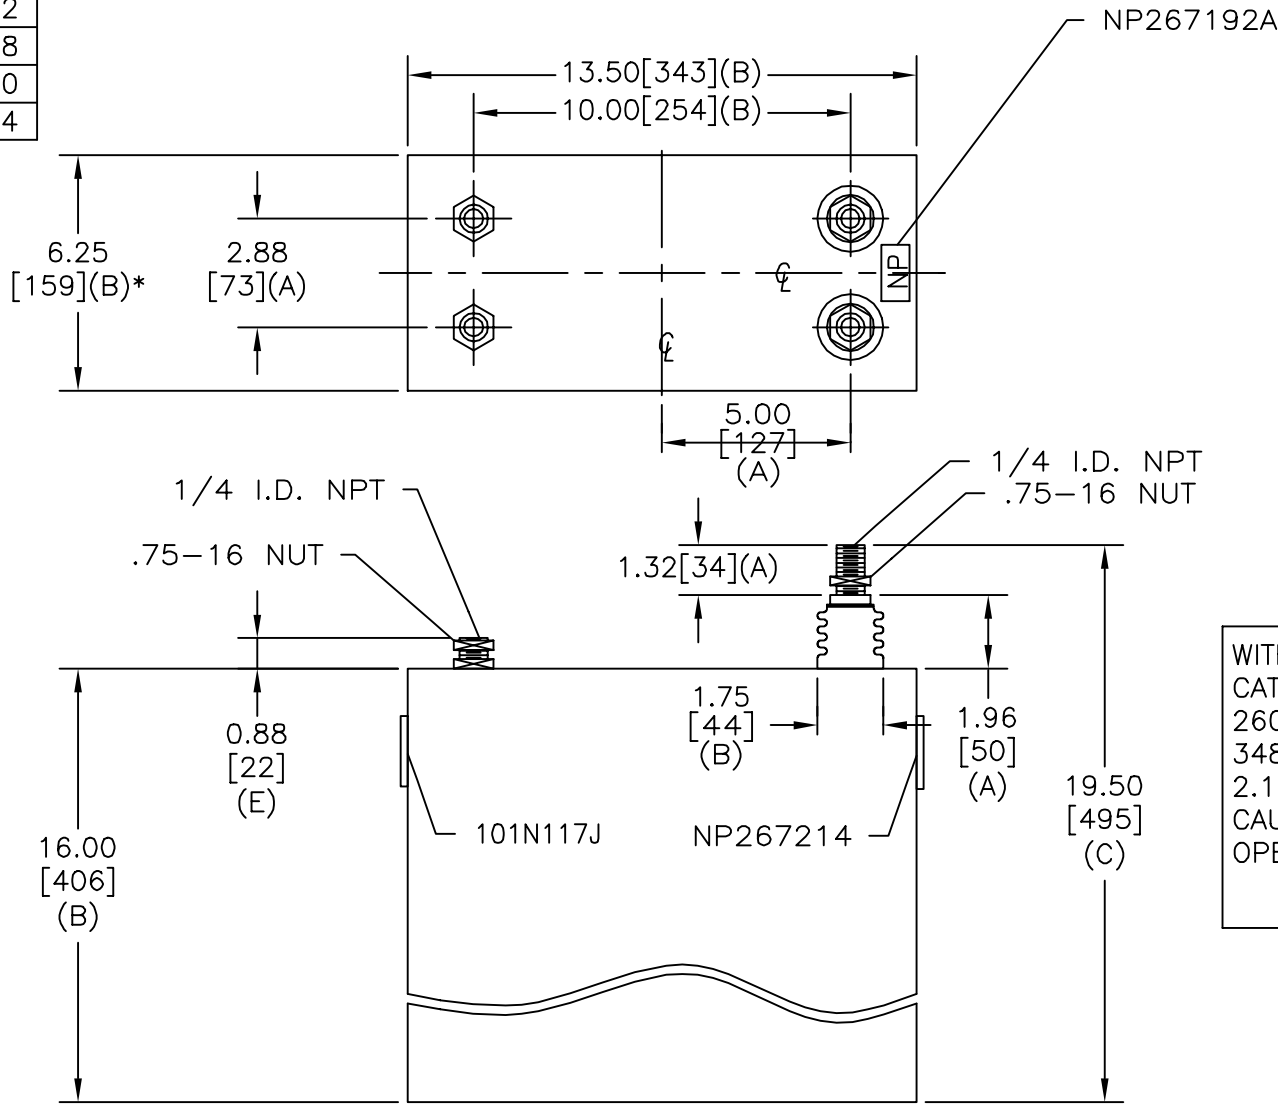 2
8
0
4
NP267192A
13.50[343](B)
10.00[254](B)
6.25
[159](B)*
2.88
[73](A)
NP
5.00
[127]
(A)
1/4 I.D. NPT
.75-16 NUT
1/4 I.D. NPT
.75-16 NUT
1.32[34](A)
0.88
[22]
(E)
1.75
[44]
(B)
1.96
[50]
(A)
16.00
[406]
(B)
101N117J
NP267214
19.50
[495]
(C)
WITH
CAT
260
348
2.1
CAU
OPE